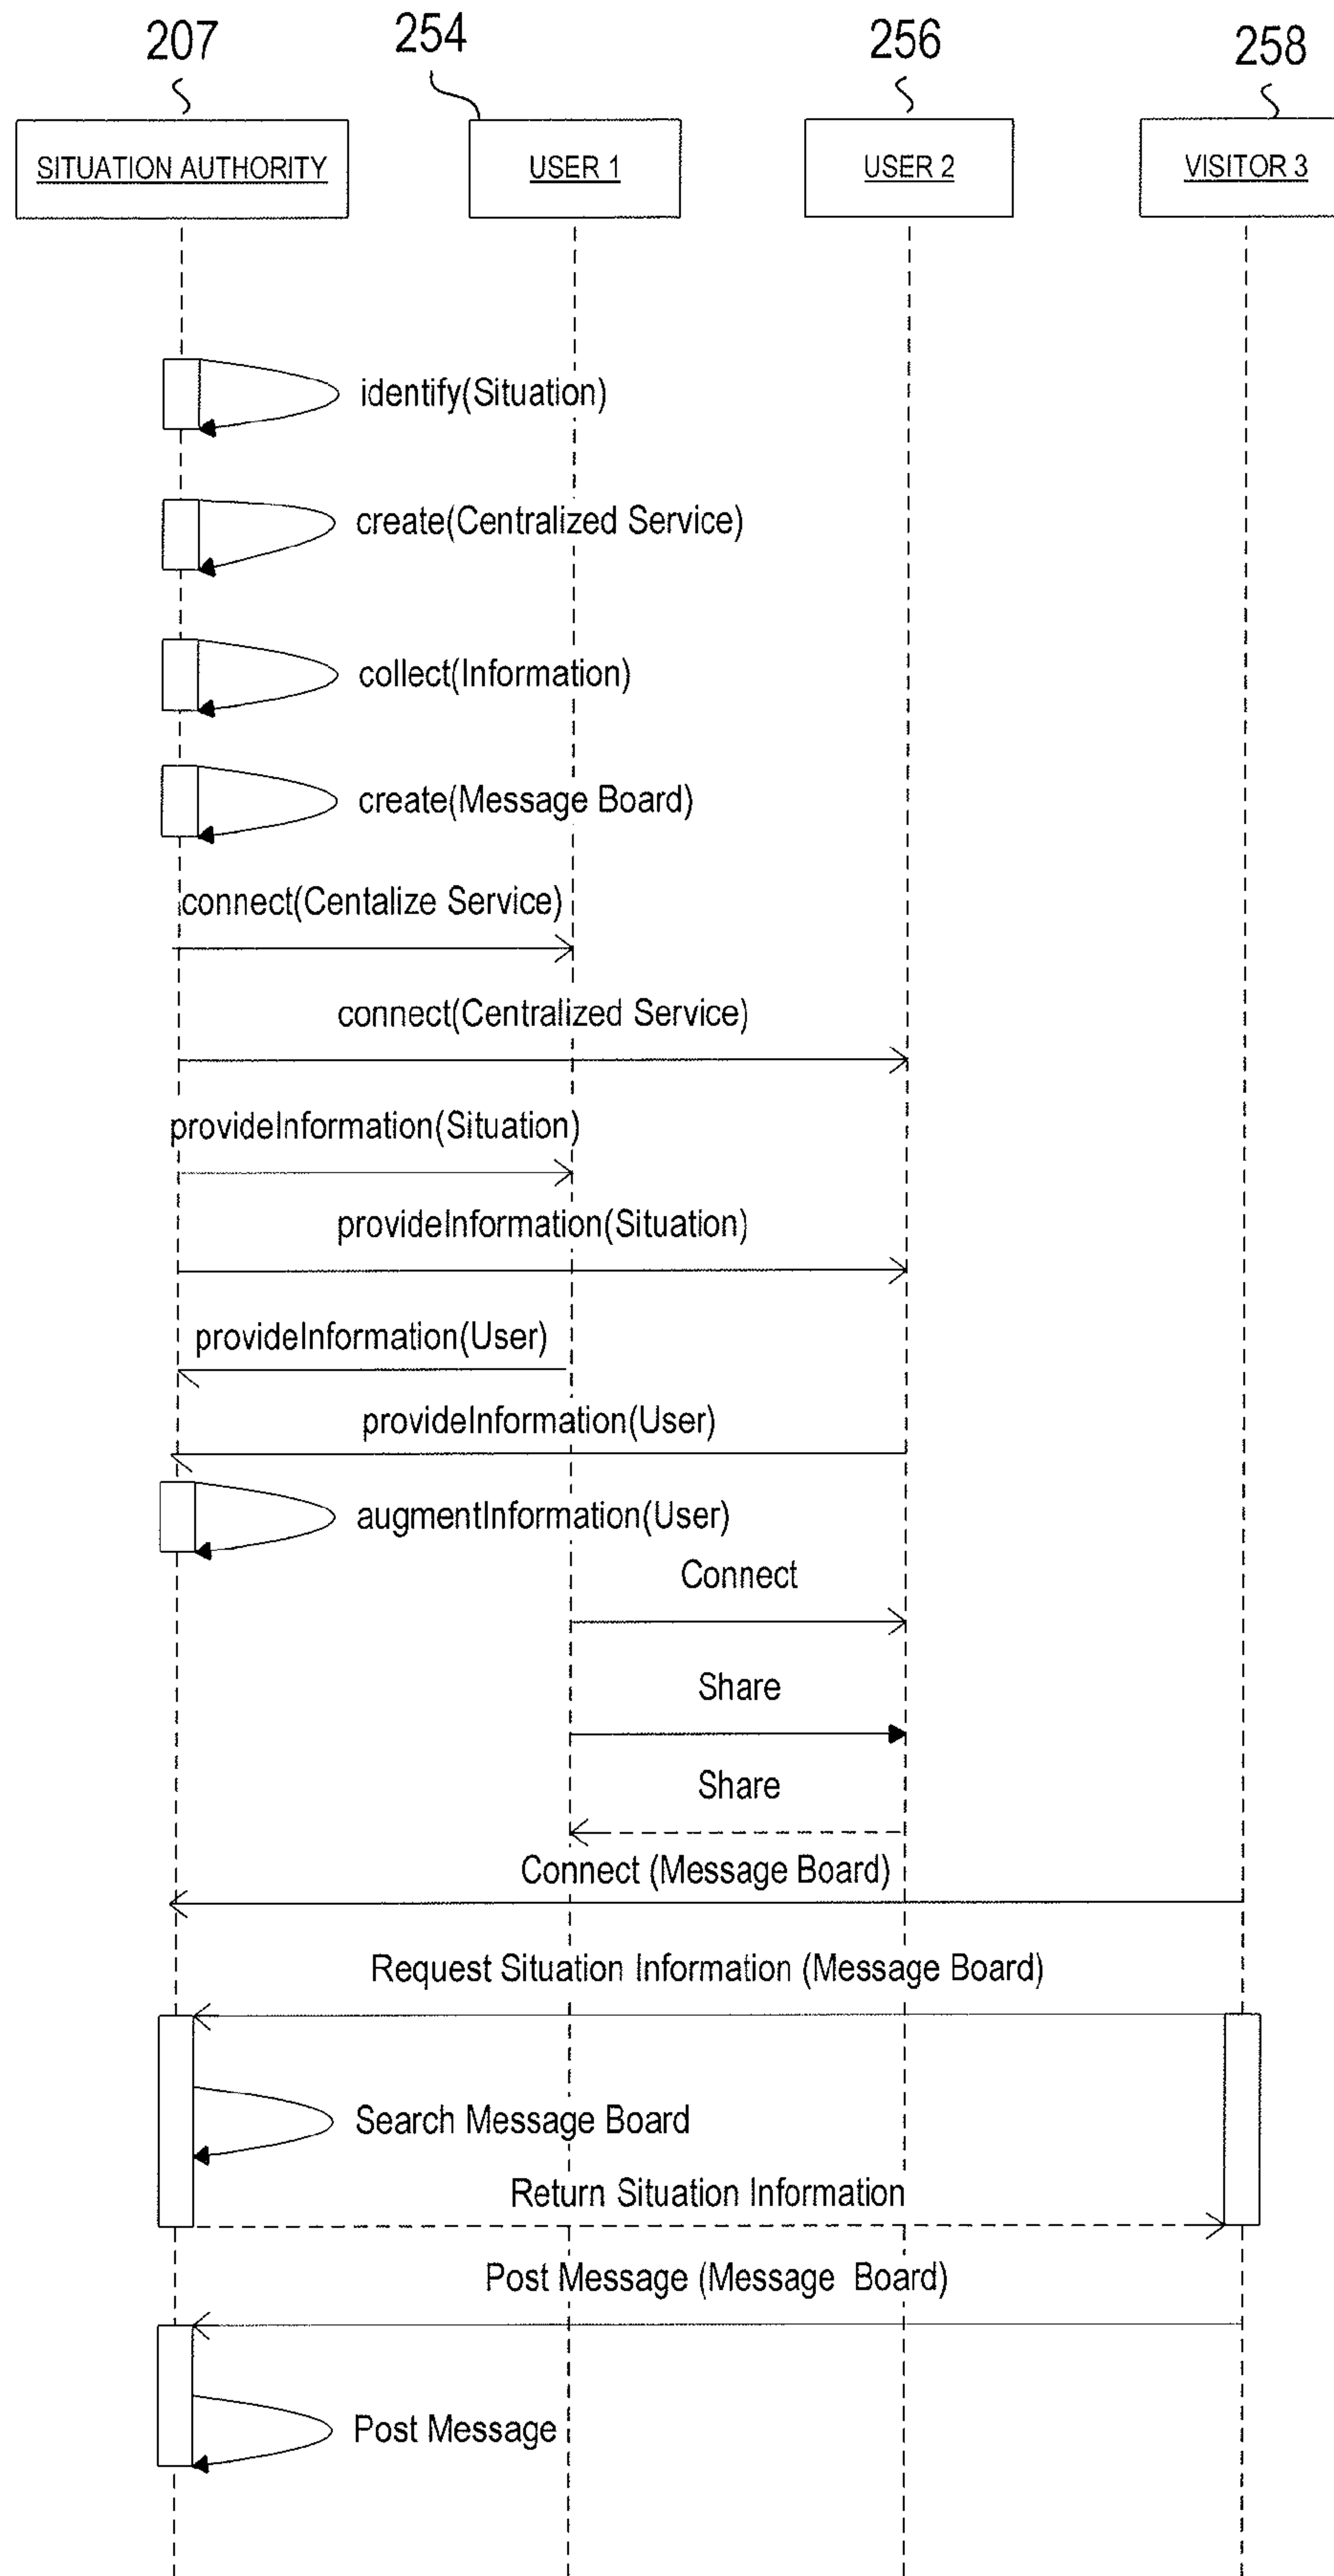 207
254
256
258
SITUATION AUTHORITY
USER 1
USER 2
VISITOR 3
identify(Situation)
create(Centralized Service)
collect(Information)
create(Message Board)
connect(Centalize Service)
connect(Centralized Service)
provideInformation(Situation)
provideInformation(Situation)
provideInformation(User)
provideInformation(User)
augmentInformation(User)
Connect
Share
Share
Connect (Message Board)
Request Situation Information (Message Board)
Search Message Board
Return Situation Information
Post Message (Message Board)
Post Message